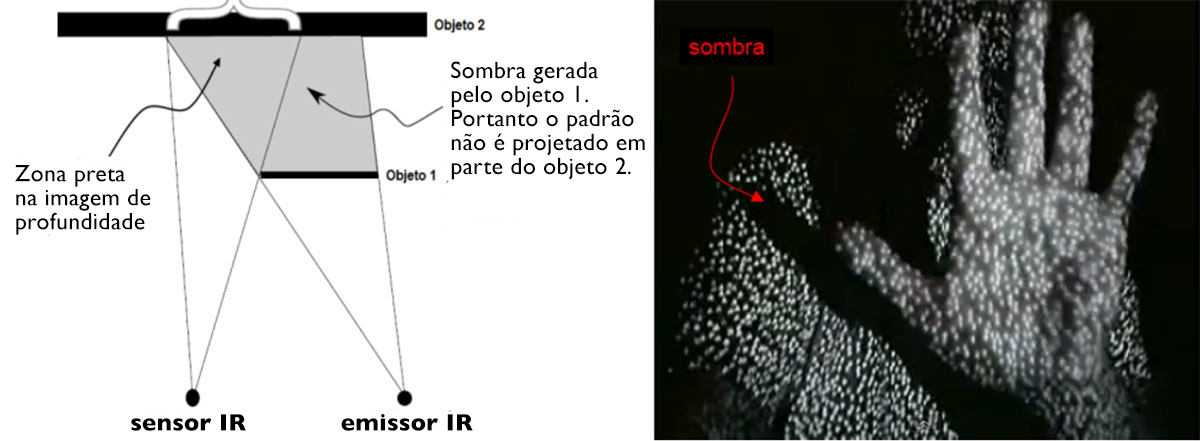 Objeto 2
Sombra gerada
pelo objeto 1.
Portanto o padrão
não é projetado em
parte do objeto 2.
Zona preta
na imagem de
profundidade
Objeto 1
sensor IR
emissor IR
sombra